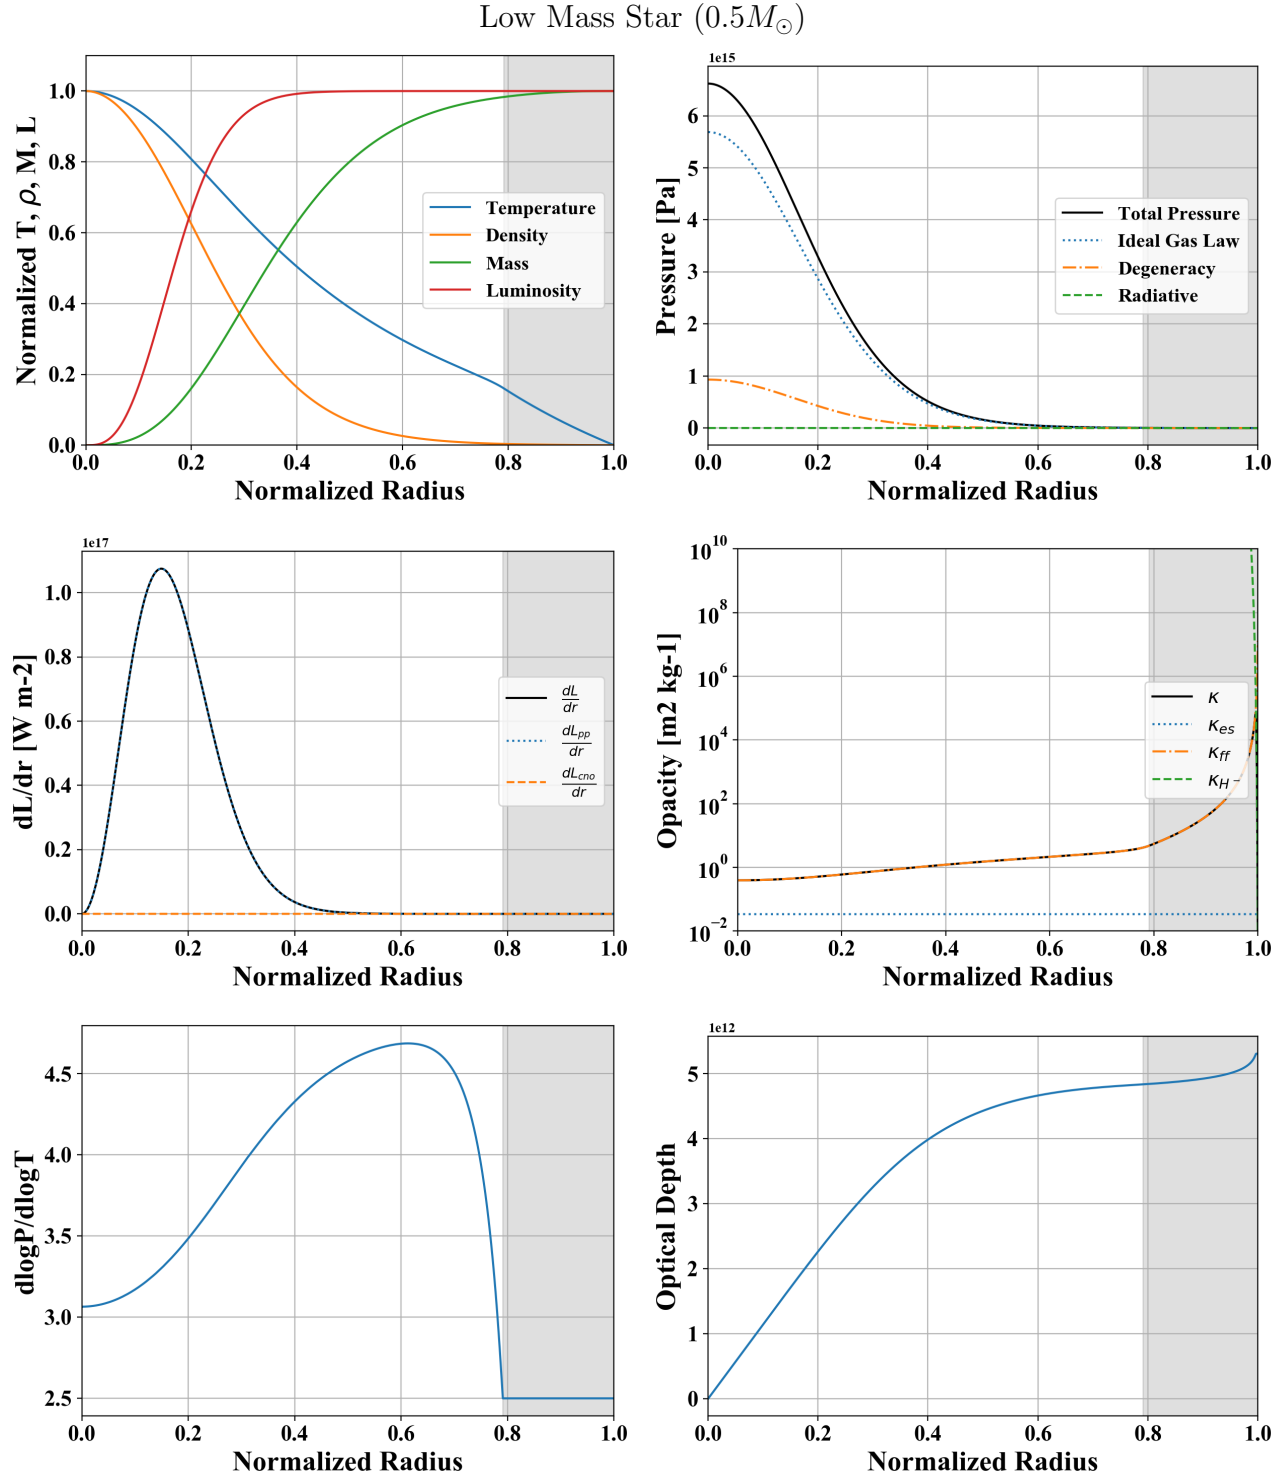 Low Mass Star (0.5M☉)
Normalized T, ρ, M, L
1.0
0.8
0.6
0.4
0.2
0.0
Temperature
Density
Mass
Luminosity
0.0 0.2 0.4 0.6 0.8 1.0
Normalized Radius
1e15
Pressure [Pa]
6
5
4
3
2
1
0
Total Pressure
Ideal Gas Law
Degeneracy
Radiative
0.0 0.2 0.4 0.6 0.8 1.0
Normalized Radius
1e17
dL/dr [W m-2]
1.0
0.8
0.6
0.4
0.2
0.0
dL/dr
dL_pp/dr
dL_cno/dr
0.0 0.2 0.4 0.6 0.8 1.0
Normalized Radius
Opacity [m2 kg-1]
10^10
10^8
10^6
10^4
10^2
10^0
10^−2
κ
κ_es
κ_ff
κ_H−
0.0 0.2 0.4 0.6 0.8 1.0
Normalized Radius
dlogP/dlogT
4.5
4.0
3.5
3.0
2.5
0.0 0.2 0.4 0.6 0.8 1.0
Normalized Radius
1e12
Optical Depth
5
4
3
2
1
0
0.0 0.2 0.4 0.6 0.8 1.0
Normalized Radius